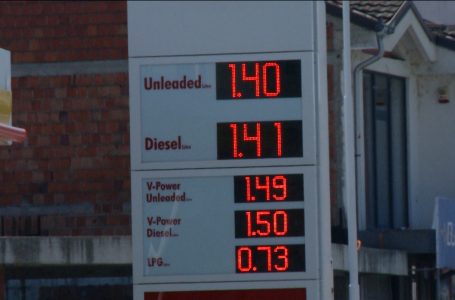 Unleaded 1.40
Diesel 1.41
V-Power
Unleaded 1.49
V-Power
Diesel 1.50
LPG 0.73